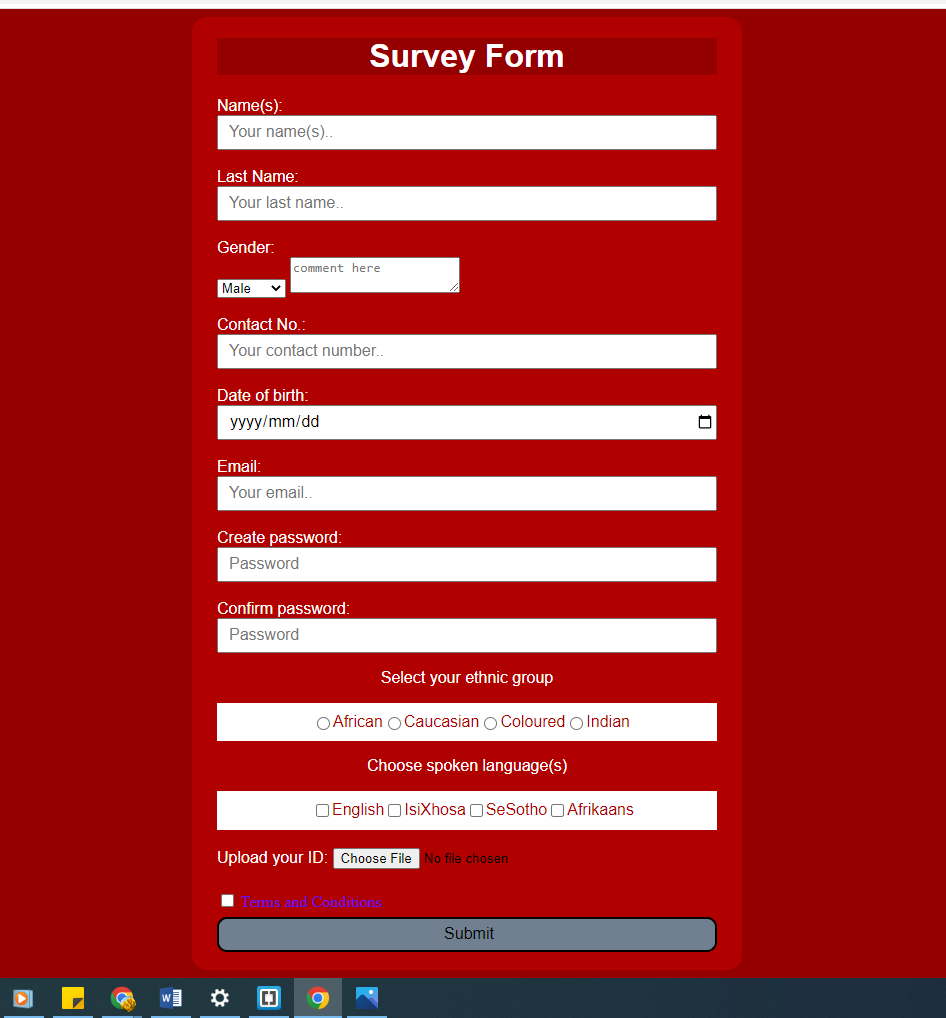 Survey Form
Name(s):
Your name(s)..
Last Name:
Your last name..
Gender:
Male comment here
Contact No.:
Your contact number..
Date of birth:
yyyy/mm/dd
Email:
Your email..
Create password:
Password
Confirm password:
Password
Select your ethnic group
African Caucasian Coloured Indian
Choose spoken language(s)
English IsiXhosa SeSotho Afrikaans
Upload your ID: Choose File No file chosen
Terms and Conditions
Submit